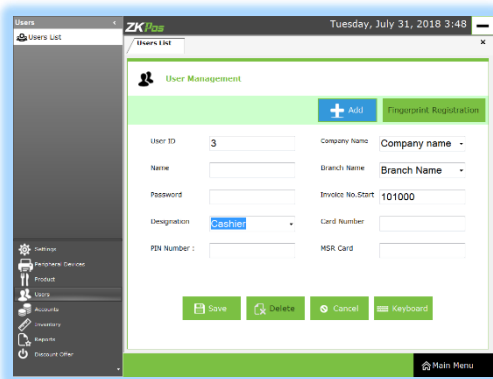 Users
Users List
ZKPos
Tuesday, July 31, 2018 3:48
Users List
User Management
Add
Fingerprint Registration
User ID
3
Company Name
Company name
Name
Branch Name
Branch Name
Password
Invoice No.Start
101000
Designation
Cashier
Card Number
PIN Number :
MSR Card
Save
Delete
Cancel
Keyboard
Settings
Peripheral Devices
Product
Users
Accounts
Inventory
Reports
Discount Offer
Main Menu